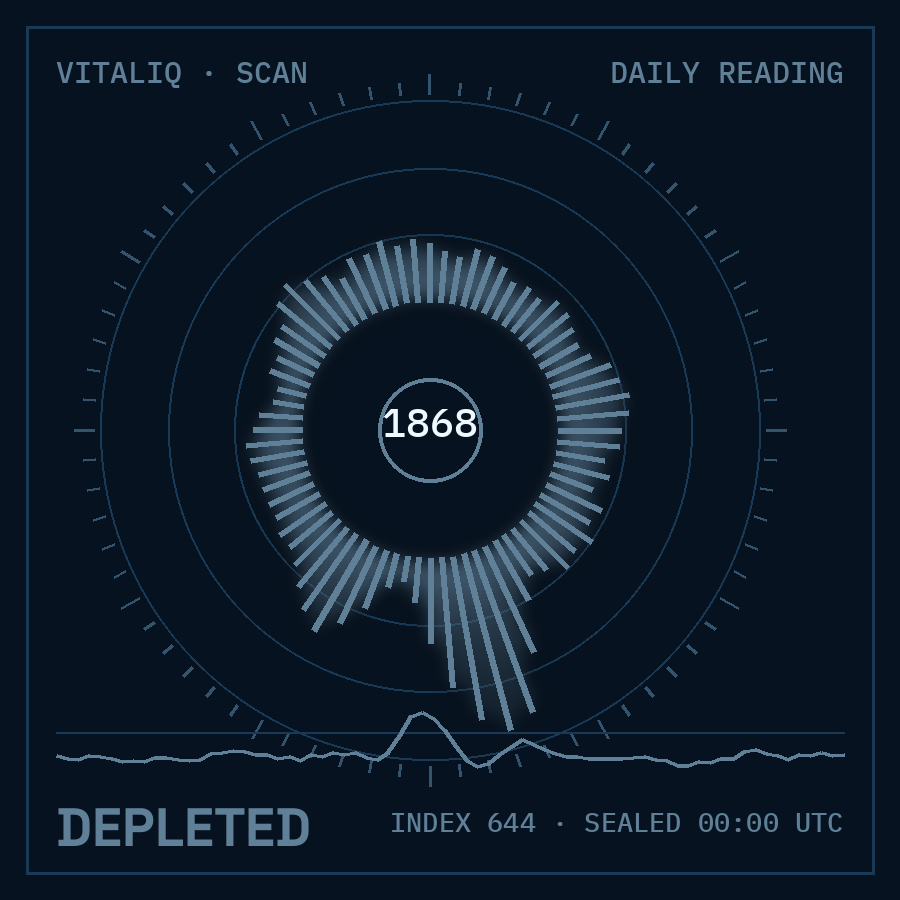 VITALIQ · SCAN
DAILY READING
1868
DEPLETED
INDEX 644 · SEALED 00:00 UTC